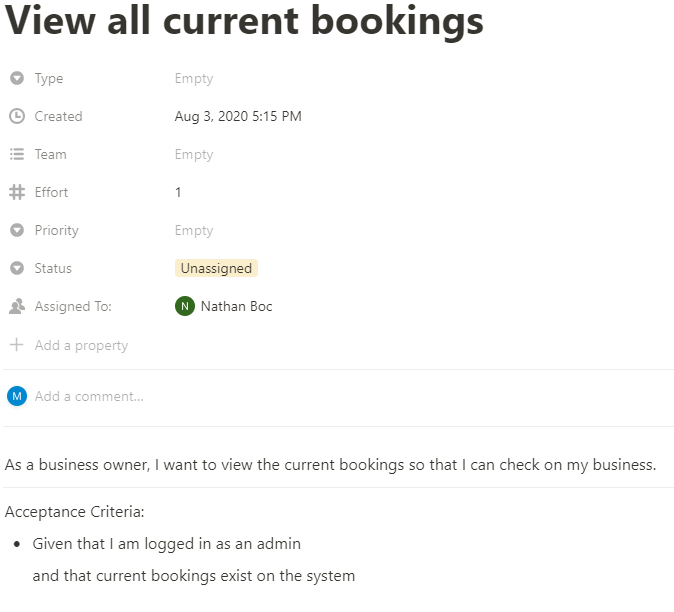 View all current bookings
Type Empty
Created Aug 3, 2020 5:15 PM
Team Empty
Effort 1
Priority Empty
Status Unassigned
Assigned To: N Nathan Boc
Add a property
M Add a comment...
As a business owner, I want to view the current bookings so that I can check on my business.
Acceptance Criteria:
• Given that I am logged in as an admin
and that current bookings exist on the system